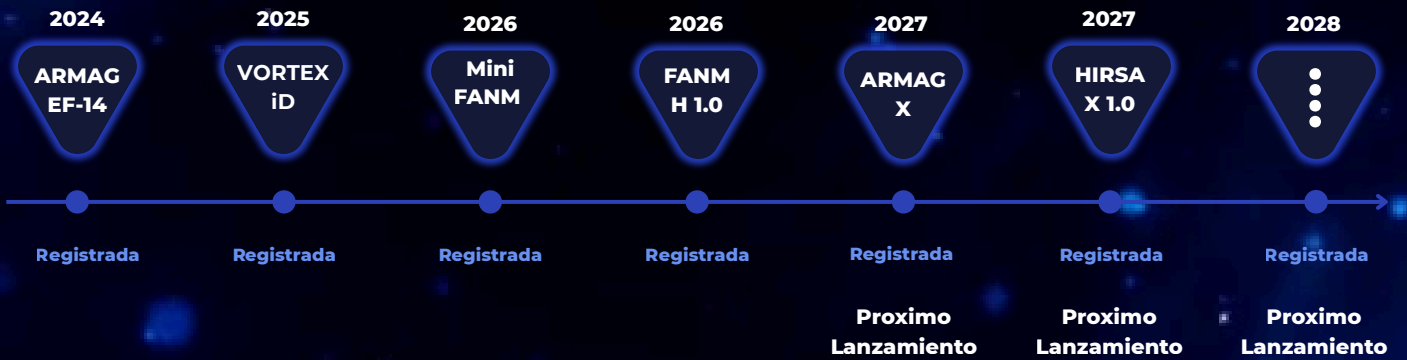 2024
2025
2026
2026
2027
2027
2028
ARMAG
EF-14
VORTEX
iD
Mini
FANM
FANM
H 1.0
ARMAG
X
HIRSA
X 1.0
Registrada
Registrada
Registrada
Registrada
Registrada
Registrada
Registrada
Proximo
Lanzamiento
Proximo
Lanzamiento
Proximo
Lanzamiento